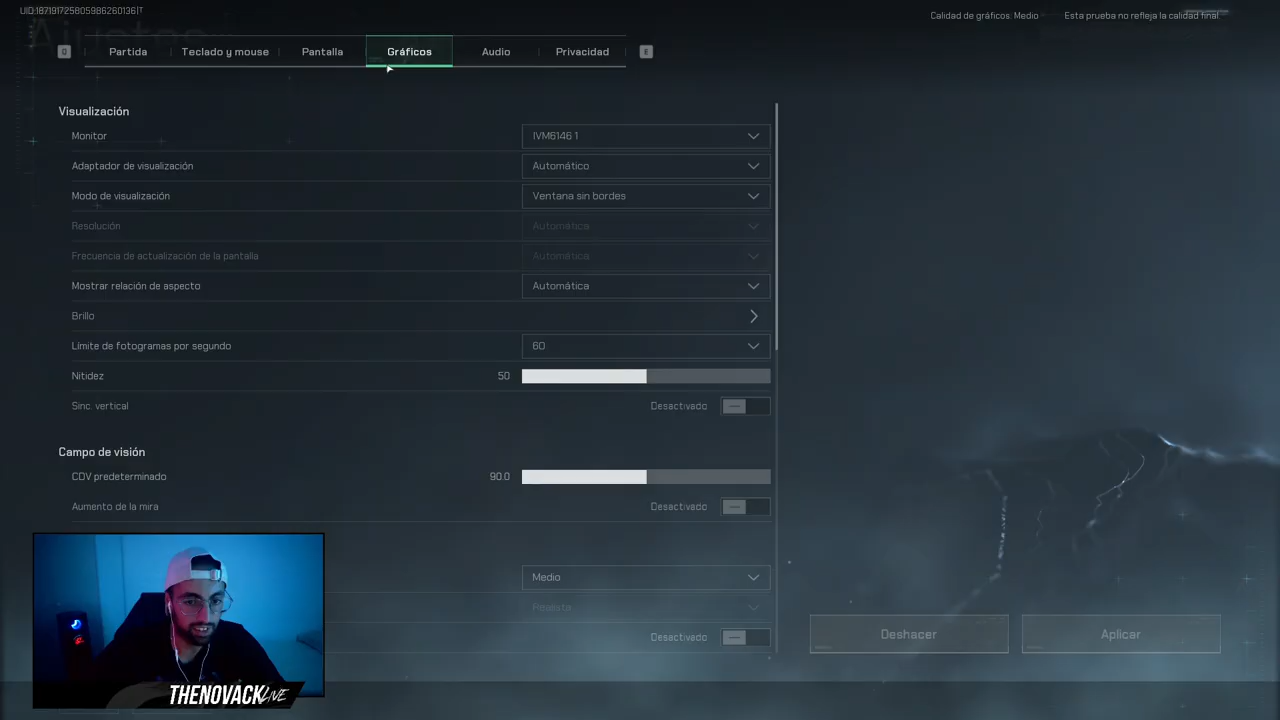 UID:18719172580598626O136|T
Ajustes
Calidad de gráficos: Medio
Esta prueba no refleja la calidad final.
Q
Partida
Teclado y mouse
Pantalla
Gráficos
Audio
Privacidad
E
Visualización
Monitor
IVM6146 1
Adaptador de visualización
Automático
Modo de visualización
Ventana sin bordes
Resolución
Automática
Frecuencia de actualización de la pantalla
Automática
Mostrar relación de aspecto
Automática
Brillo
Límite de fotogramas por segundo
60
Nitidez
50
Sinc. vertical
Desactivado
Campo de visión
CDV predeterminado
90.0
Aumento de la mira
Desactivado
Medio
Realista
Desactivado
Deshacer
Aplicar
THENOVACK LIVE